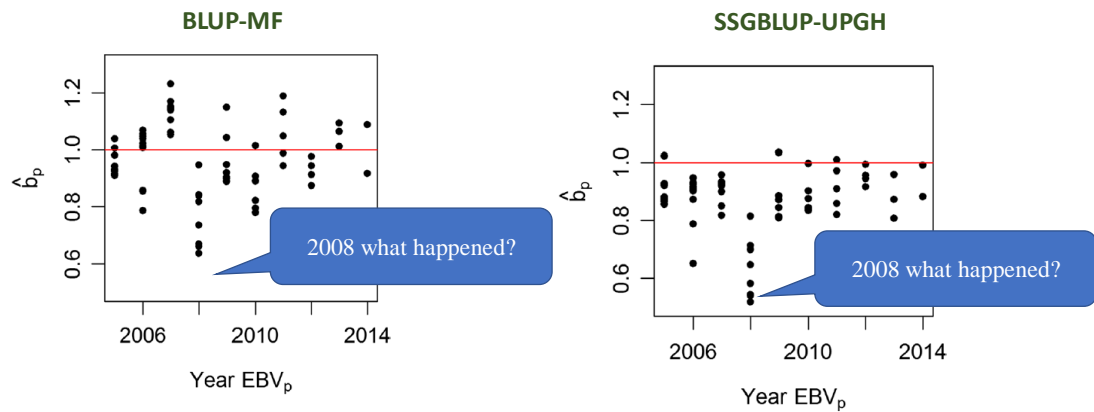 BLUP-MF
SSGBLUP-UPGH
b̂p
1.2
1.0
0.8
0.6
2008 what happened?
2006
2010
2014
Year EBVp
b̂p
1.2
1.0
0.8
0.6
2008 what happened?
2006
2010
2014
Year EBVp